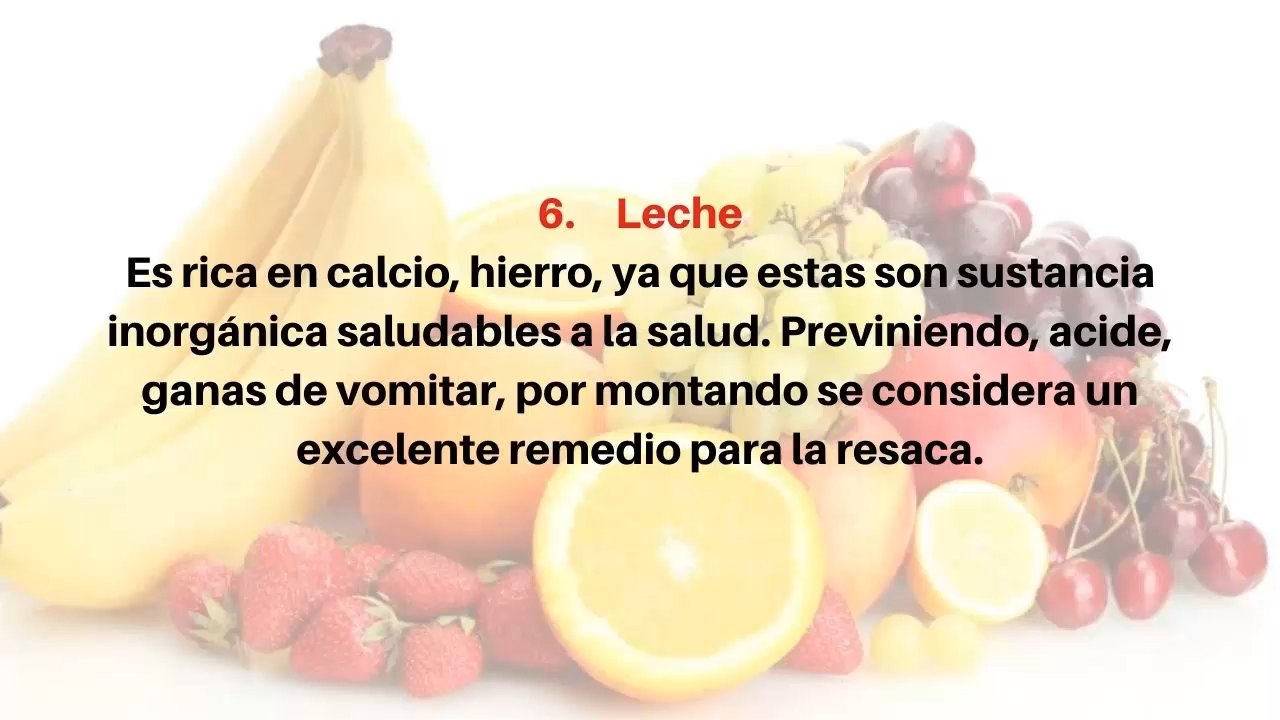 6. Leche
Es rica en calcio, hierro, ya que estas son sustancia
inorgánica saludables a la salud. Previniendo, acide,
ganas de vomitar, por montando se considera un
excelente remedio para la resaca.